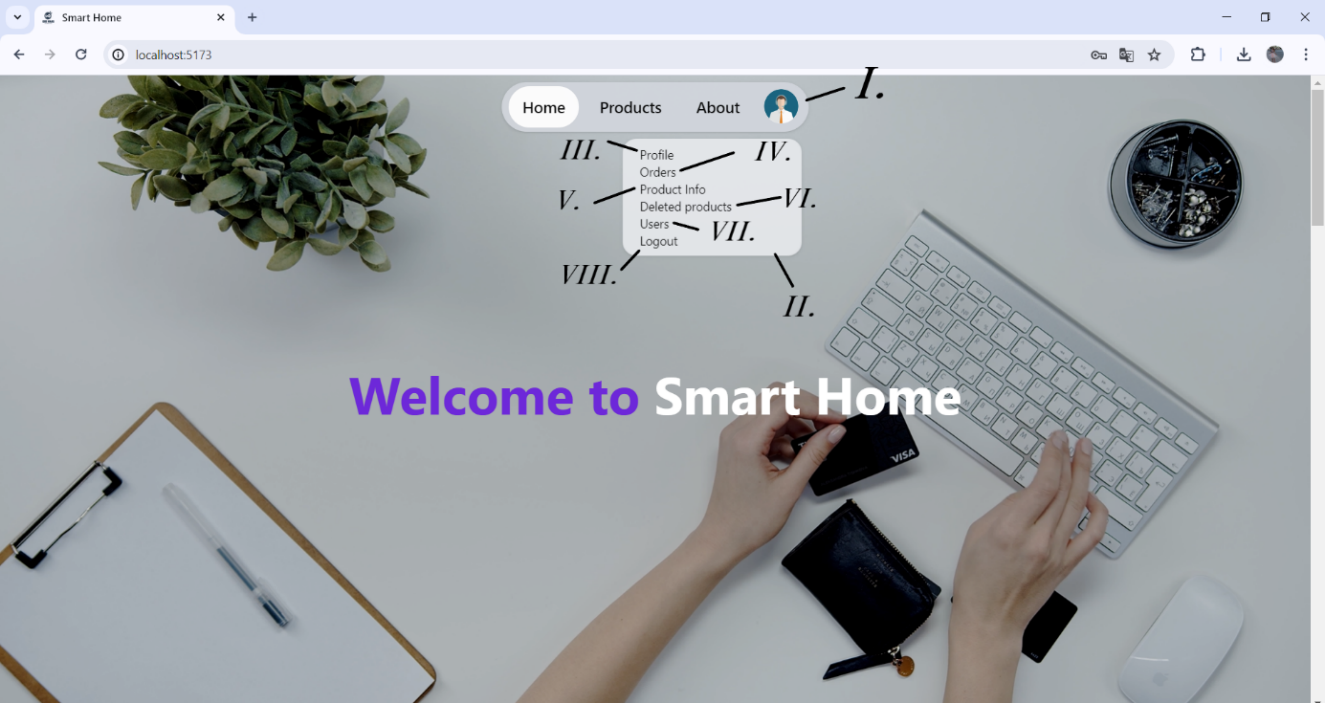 Smart Home
localhost:5173
Home Products About I.
III. Profile IV.
Orders
V. Product Info
Deleted products VI.
Users VII.
Logout
VIII.
II.
Welcome to Smart Home
VISA